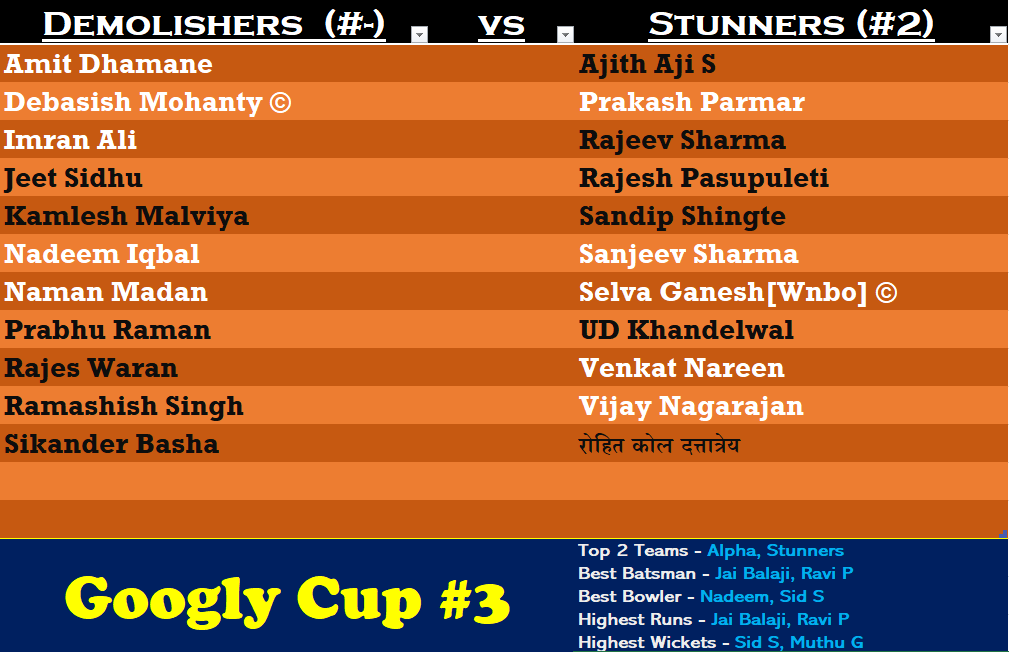 Demolishers (#-) vs Stunners (#2)
Amit Dhamane Ajith Aji S
Debasish Mohanty © Prakash Parmar
Imran Ali Rajeev Sharma
Jeet Sidhu Rajesh Pasupuleti
Kamlesh Malviya Sandip Shingte
Nadeem Iqbal Sanjeev Sharma
Naman Madan Selva Ganesh[Wnbo] ©
Prabhu Raman UD Khandelwal
Rajes Waran Venkat Nareen
Ramashish Singh Vijay Nagarajan
Sikander Basha रोहित कोल दत्तात्रेय
Googly Cup #3
Top 2 Teams - Alpha, Stunners
Best Batsman - Jai Balaji, Ravi P
Best Bowler - Nadeem, Sid S
Highest Runs - Jai Balaji, Ravi P
Highest Wickets - Sid S, Muthu G